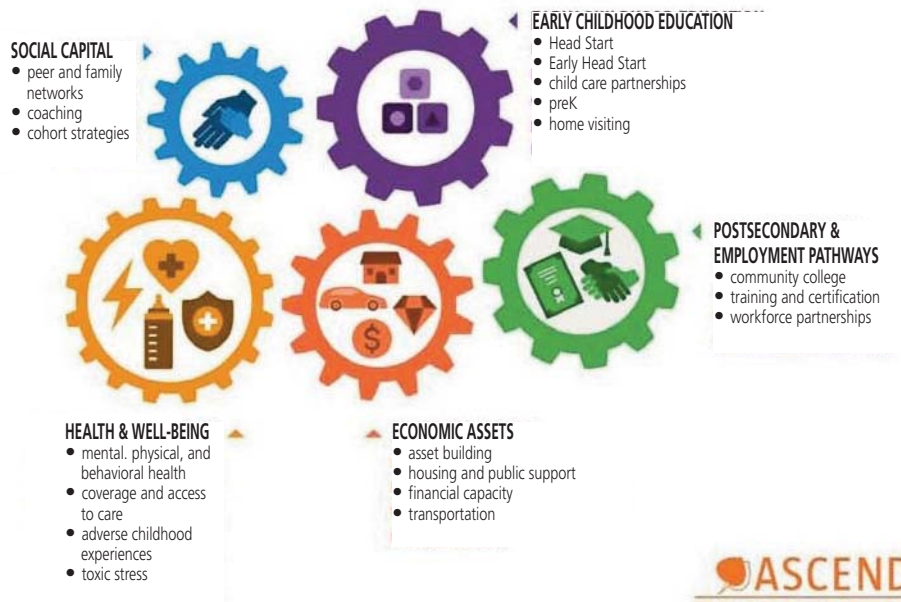 SOCIAL CAPITAL
• peer and family
networks
• coaching
• cohort strategies
EARLY CHILDHOOD EDUCATION
• Head Start
• Early Head Start
• child care partnerships
• preK
• home visiting
POSTSECONDARY &
EMPLOYMENT PATHWAYS
• community college
• training and certification
• workforce partnerships
HEALTH & WELL-BEING
• mental. physical, and
behavioral health
• coverage and access
to care
• adverse childhood
experiences
• toxic stress
ECONOMIC ASSETS
• asset building
• housing and public support
• financial capacity
• transportation
$
ASCEND